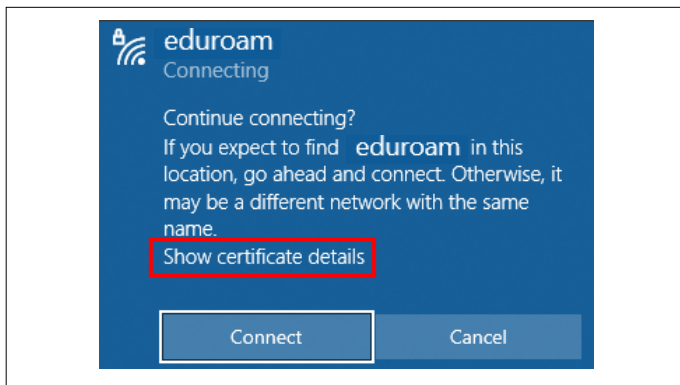 eduroam
Connecting
Continue connecting?
If you expect to find eduroam in this
location, go ahead and connect. Otherwise, it
may be a different network with the same
name.
Show certificate details
Connect Cancel